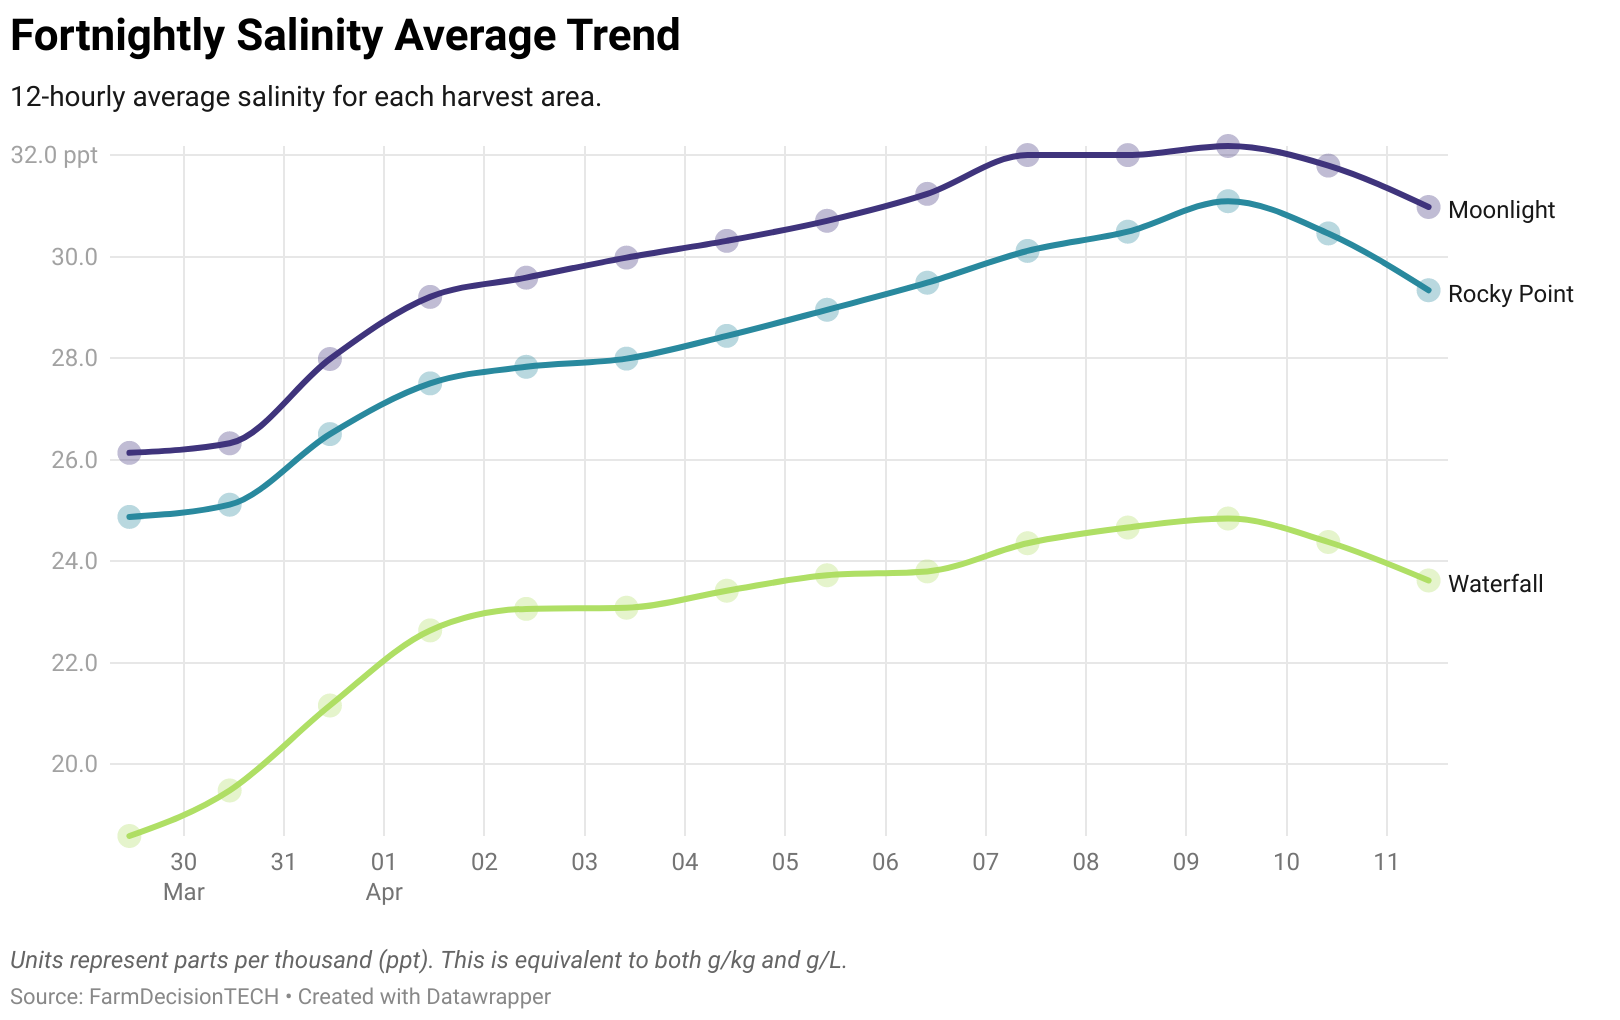 Fortnightly Salinity Average Trend
12-hourly average salinity for each harvest area.
32.0 ppt
30.0
28.0
26.0
24.0
22.0
20.0
Moonlight
Rocky Point
Waterfall
30 31 01 02 03 04 05 06 07 08 09 10 11
Mar Apr
Units represent parts per thousand (ppt). This is equivalent to both g/kg and g/L.
Source: FarmDecisionTECH • Created with Datawrapper